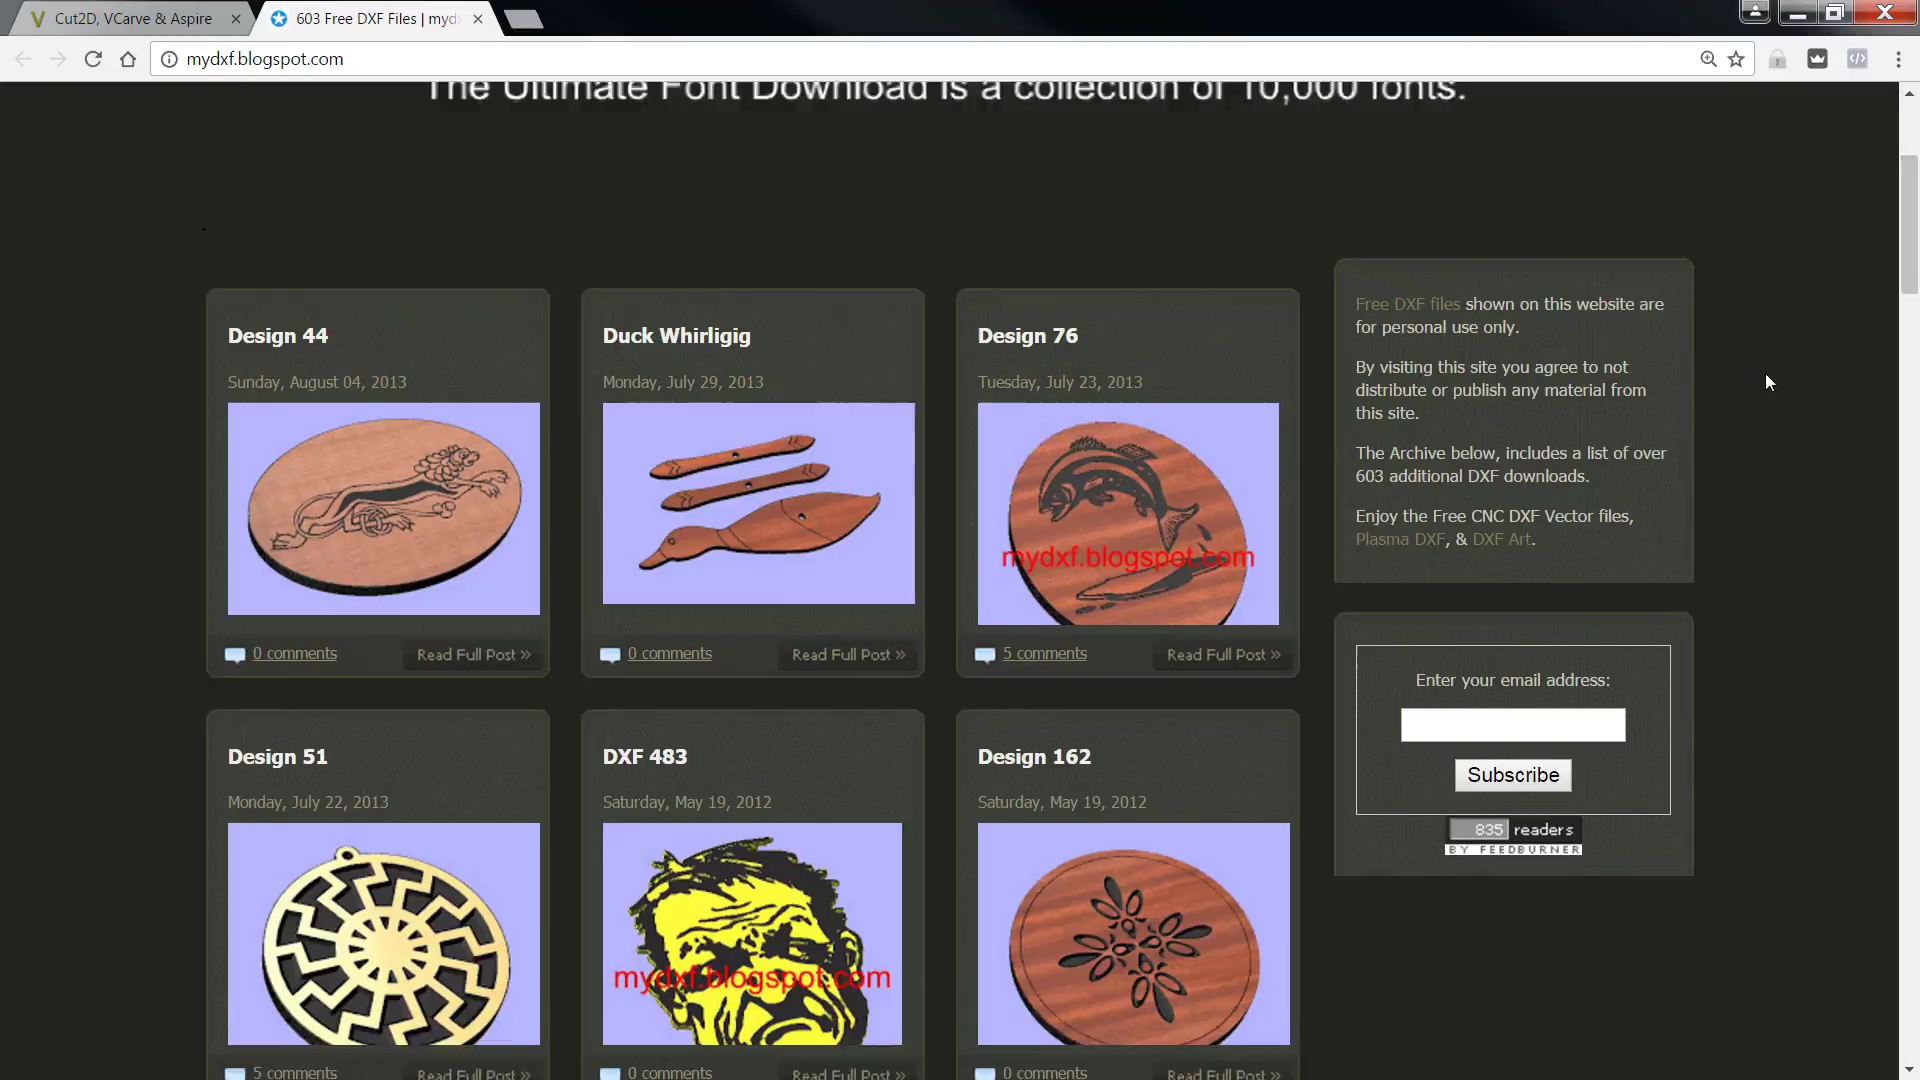 Cut2D, VCarve & Aspire
603 Free DXF Files | mydx
mydxf.blogspot.com
The Ultimate Font Download is a collection of 10,000 fonts.
Design 44
Sunday, August 04, 2013
0 comments
Read Full Post »
Duck Whirligig
Monday, July 29, 2013
0 comments
Read Full Post »
Design 76
Tuesday, July 23, 2013
mydxf.blogspot.com
5 comments
Read Full Post »
Free DXF files shown on this website are
for personal use only.
By visiting this site you agree to not
distribute or publish any material from
this site.
The Archive below, includes a list of over
603 additional DXF downloads.
Enjoy the Free CNC DXF Vector files,
Plasma DXF, & DXF Art.
Enter your email address:
Subscribe
835 readers
BY FEEDBURNER
Design 51
Monday, July 22, 2013
5 comments
Read Full Post »
DXF 483
Saturday, May 19, 2012
mydxf.blogspot.com
0 comments
Read Full Post »
Design 162
Saturday, May 19, 2012
0 comments
Read Full Post »